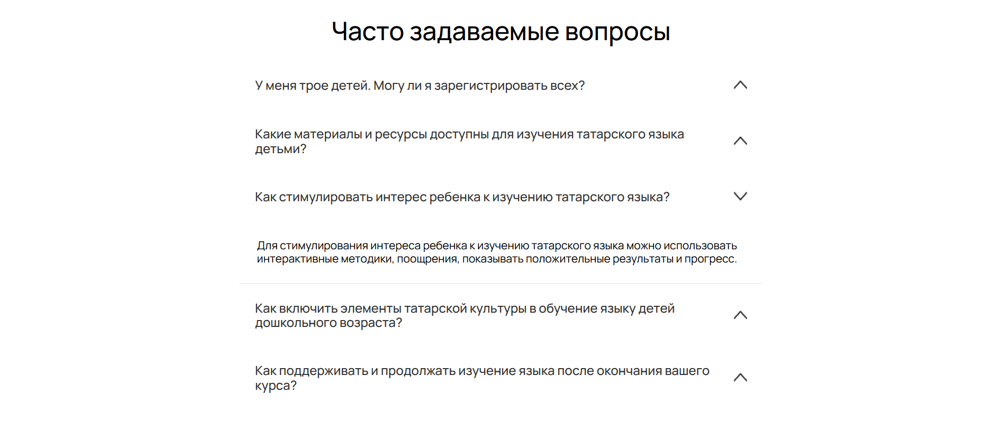 Часто задаваемые вопросы
У меня трое детей. Могу ли я зарегистрировать всех?
Какие материалы и ресурсы доступны для изучения татарского языка
детьми?
Как стимулировать интерес ребенка к изучению татарского языка?
Для стимулирования интереса ребенка к изучению татарского языка можно использовать
интерактивные методики, поощрения, показывать положительные результаты и прогресс.
Как включить элементы татарской культуры в обучение языку детей
дошкольного возраста?
Как поддерживать и продолжать изучение языка после окончания вашего
курса?